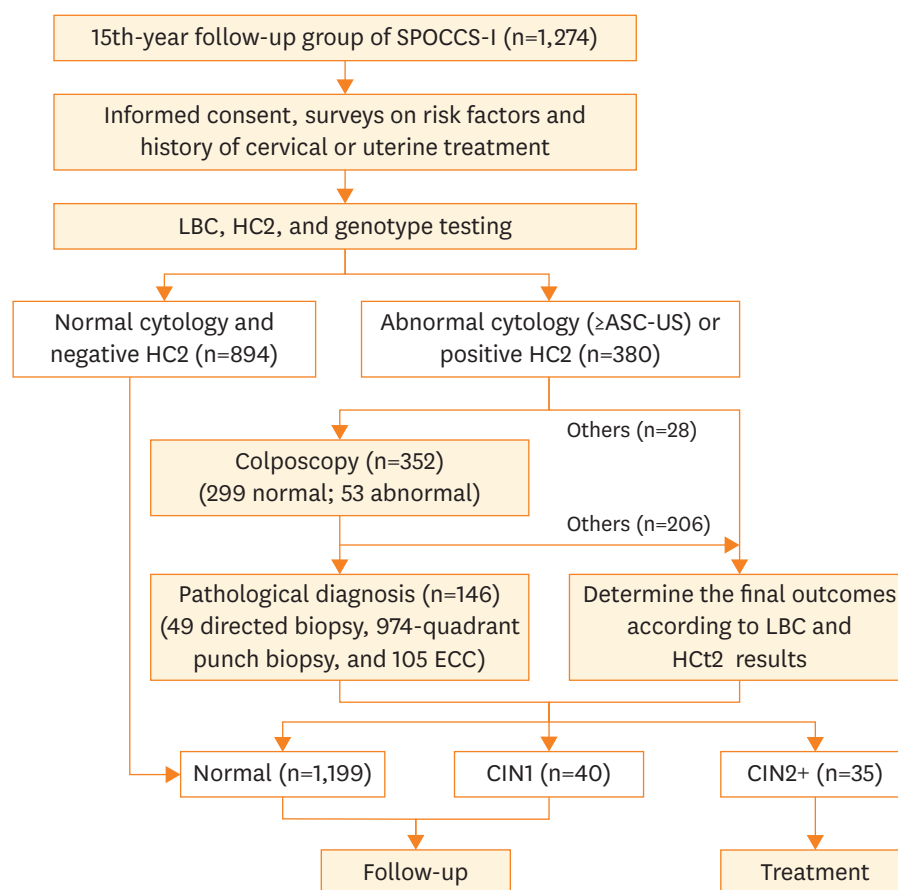 15th-year follow-up group of SPOCCS-I (n=1,274)
Informed consent, surveys on risk factors and
history of cervical or uterine treatment
LBC, HC2, and genotype testing
Normal cytology and
negative HC2 (n=894)
Abnormal cytology (≥ASC-US) or
positive HC2 (n=380)
Others (n=28)
Colposcopy (n=352)
(299 normal; 53 abnormal)
Others (n=206)
Pathological diagnosis (n=146)
(49 directed biopsy, 974-quadrant
punch biopsy, and 105 ECC)
Determine the final outcomes
according to LBC and
HCt2 results
Normal (n=1,199)
CIN1 (n=40)
CIN2+ (n=35)
Follow-up
Treatment